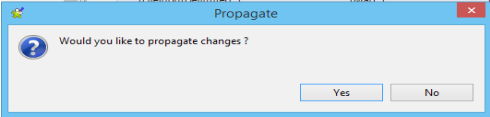 Propagate
Would you like to propagate changes ?
Yes No